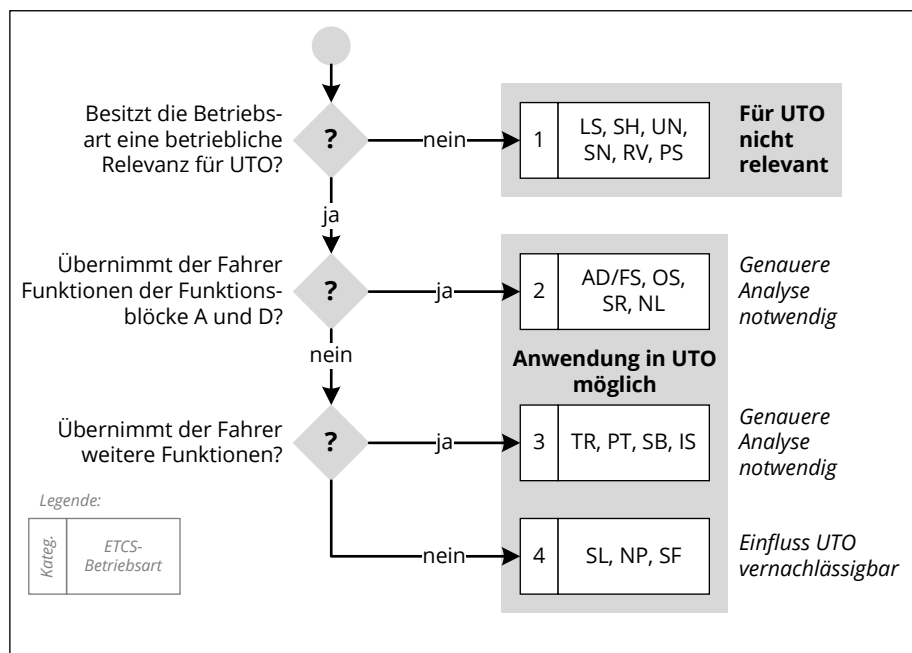 Besitzt die Betriebs-
art eine betriebliche
Relevanz für UTO?
?
nein
1
LS, SH, UN,
SN, RV, PS
Für UTO
nicht
relevant
ja
Übernimmt der Fahrer
Funktionen der Funktions-
blöcke A und D?
?
ja
2
AD/FS, OS,
SR, NL
Genauere
Analyse
notwendig
nein
Anwendung in UTO
möglich
Übernimmt der Fahrer
weitere Funktionen?
?
ja
3
TR, PT, SB, IS
Genauere
Analyse
notwendig
nein
4
SL, NP, SF
Einfluss UTO
vernachlässigbar
Legende:
Kateg.
ETCS-
Betriebsart